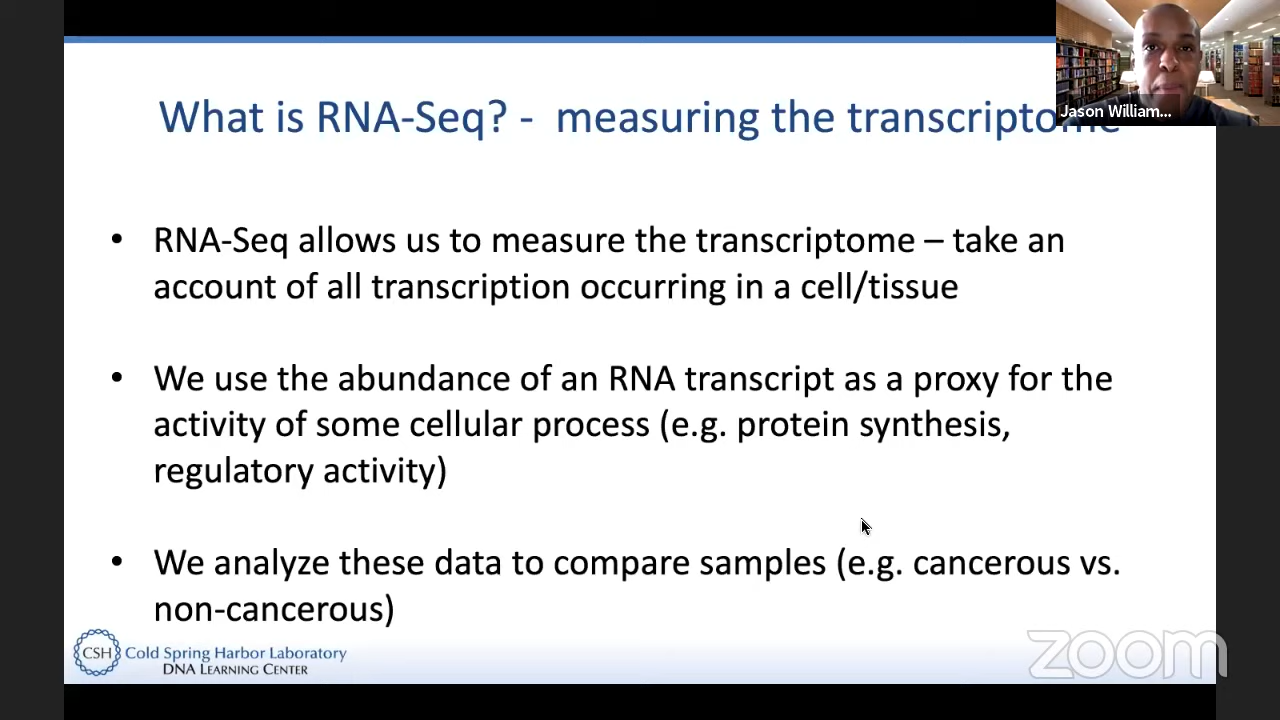 What is RNA-Seq? - measuring the transcriptome
Jason William...
• RNA-Seq allows us to measure the transcriptome – take an
account of all transcription occurring in a cell/tissue
• We use the abundance of an RNA transcript as a proxy for the
activity of some cellular process (e.g. protein synthesis,
regulatory activity)
• We analyze these data to compare samples (e.g. cancerous vs.
non-cancerous)
CSH Cold Spring Harbor Laboratory
DNA LEARNING CENTER
zoom